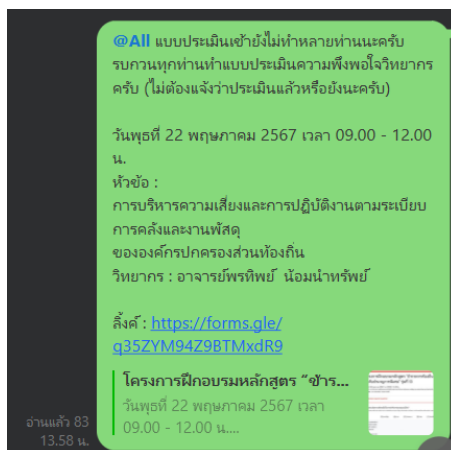 @All แบบประเมินเช้ายังไม่ทำหลายท่านนะครับ
รบกวนทุกท่านทำแบบประเมินความพึงพอใจวิทยากร
ครับ (ไม่ต้องแจ้งว่าประเมินแล้วหรือยังนะครับ)
วันพุธที่ 22 พฤษภาคม 2567 เวลา 09.00 - 12.00
น.
หัวข้อ :
การบริหารความเสี่ยงและการปฏิบัติงานตามระเบียบ
การคลังและงานพัสดุ
ขององค์กรปกครองส่วนท้องถิ่น
วิทยากร : อาจารย์พรทิพย์ น้อมนำทรัพย์
ลิ้งค์ : https://forms.gle/
q35ZYM94Z9BTMxdR9
โครงการฝึกอบรมหลักสูตร “ข้าร...
วันพุธที่ 22 พฤษภาคม 2567 เวลา
09.00 - 12.00 น....
อ่านแล้ว 83
13.58 น.